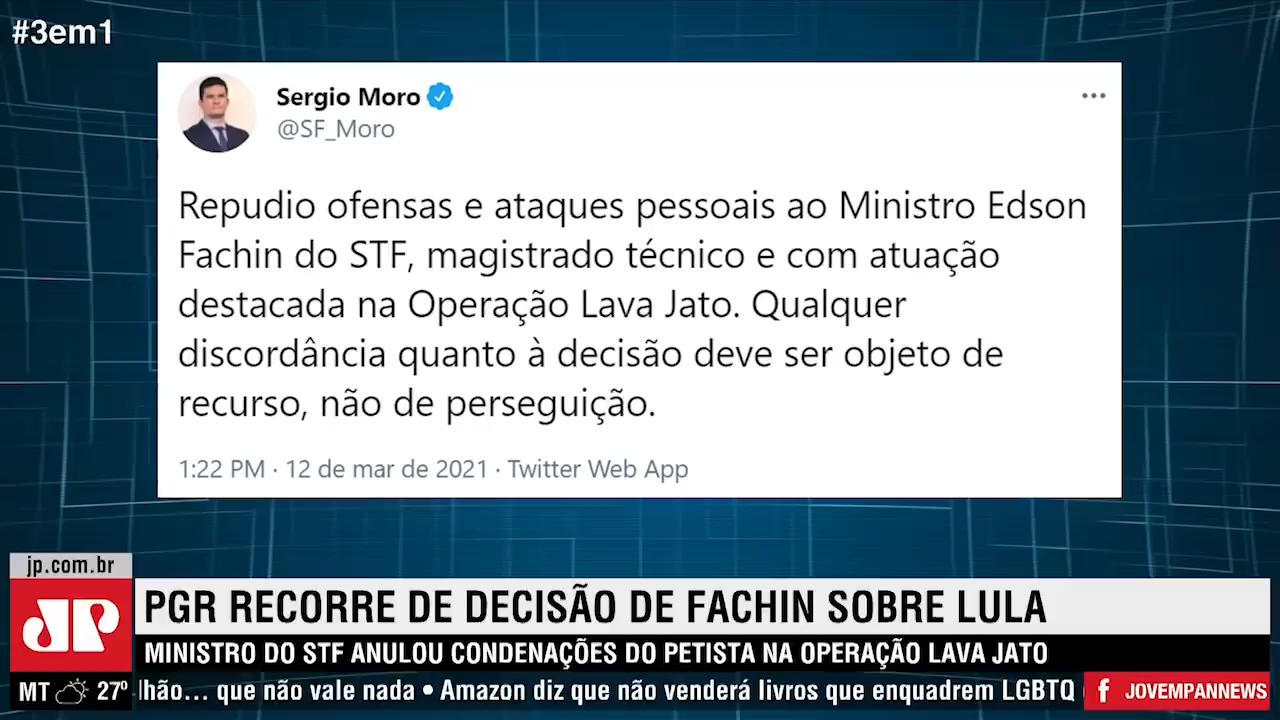 #3em1
Sergio Moro
@SF_Moro
Repudio ofensas e ataques pessoais ao Ministro Edson
Fachin do STF, magistrado técnico e com atuação
destacada na Operação Lava Jato. Qualquer
discordância quanto à decisão deve ser objeto de
recurso, não de perseguição.
1:22 PM · 12 de mar de 2021 · Twitter Web App
jp.com.br
JP
PGR RECORRE DE DECISÃO DE FACHIN SOBRE LULA
MINISTRO DO STF ANULOU CONDENAÇÕES DO PETISTA NA OPERAÇÃO LAVA JATO
MT 27º lhão... que não vale nada • Amazon diz que não venderá livros que enquadrem LGBTQ f JOVEMPANNEWS